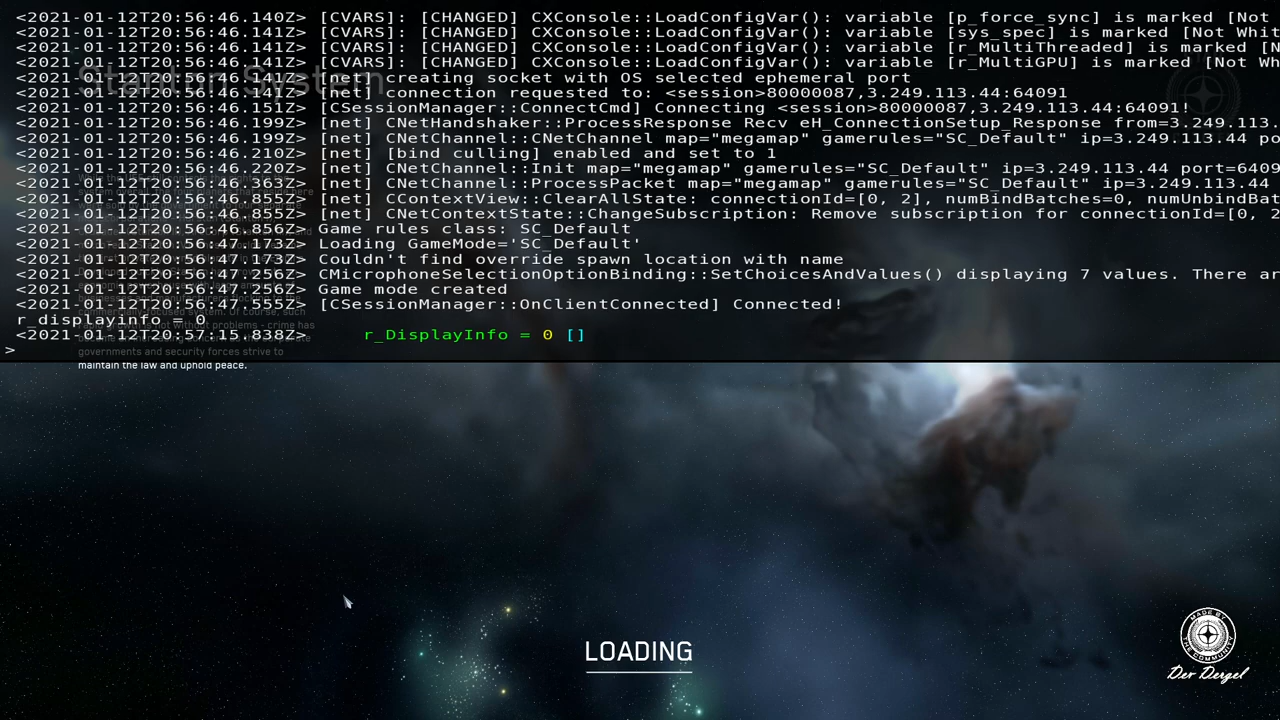 <2021-01-12T20:56:46.140Z> [CVARS]: [CHANGED] CXConsole::LoadConfigVar(): variable [p_force_sync] is marked [Not
<2021-01-12T20:56:46.141Z> [CVARS]: [CHANGED] CXConsole::LoadConfigVar(): variable [sys_spec] is marked [Not Whit
<2021-01-12T20:56:46.141Z> [CVARS]: [CHANGED] CXConsole::LoadConfigVar(): variable [r_MultiThreaded] is marked [N
<2021-01-12T20:56:46.141Z> [CVARS]: [CHANGED] CXConsole::LoadConfigVar(): variable [r_MultiGPU] is marked [Not Wh
Stanton System
<2021-01-12T20:56:46.141Z> [net] creating socket with OS selected ephemeral port
<2021-01-12T20:56:46.151Z> [net] connection requested to: <session>80000087,3.249.113.44:64091
<2021-01-12T20:56:46.151Z> [CSessionManager::ConnectCmd] Connecting <session>80000087,3.249.113.44:64091!
<2021-01-12T20:56:46.199Z> [net] CNetHandshaker::ProcessResponse Recv eH_ConnectionSetup_Response from=3.249.113.
<2021-01-12T20:56:46.199Z> [net] CNetChannel::CNetChannel map="megamap" gamerules="SC_Default" ip=3.249.113.44 po
<2021-01-12T20:56:46.210Z> [net] [bind culling] enabled and set to 1
<2021-01-12T20:56:46.220Z> [net] CNetChannel::Init map="megamap" gamerules="SC_Default" ip=3.249.113.44 port=6409
<2021-01-12T20:56:46.363Z> [net] CNetChannel::ProcessPacket map="megamap" gamerules="SC_Default" ip=3.249.113.44
<2021-01-12T20:56:46.855Z> [net] CContextView::ClearAllState: connectionId=[0, 2], numBindBatches=0, numUnbindBat
<2021-01-12T20:56:46.856Z> [net] CNetContextState::ChangeSubscription: Remove subscription for connectionId=[0, 2
<2021-01-12T20:56:46.856Z> Game rules class: SC_Default
<2021-01-12T20:56:47.173Z> Loading GameMode='SC_Default'
<2021-01-12T20:56:47.173Z> Couldn't find override spawn location with name
<2021-01-12T20:56:47.256Z> CMicrophoneSelectionOptionBinding::SetChoicesAndValues() displaying 7 values. There ar
<2021-01-12T20:56:47.256Z> Game mode created
<2021-01-12T20:56:47.555Z> [CSessionManager::OnClientConnected] Connected!
r_displayinfo = 0
<2021-01-12T20:57:15.838Z> r_DisplayInfo = 0 []
>
governments and security forces strive to
maintain the law and uphold peace.
LOADING
MADE BY
THE COMMUNITY
Der Dergel